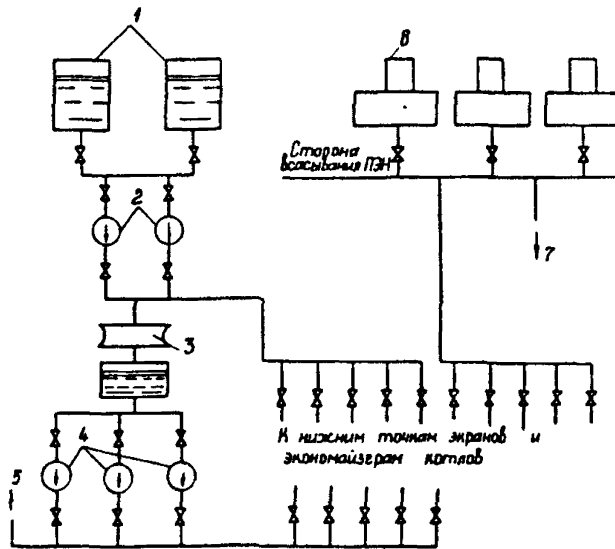 1
8
Сторона
всасывания ПЭН
2
7
3
К нижним точкам экранов и
экономайзерам котлов
4
5